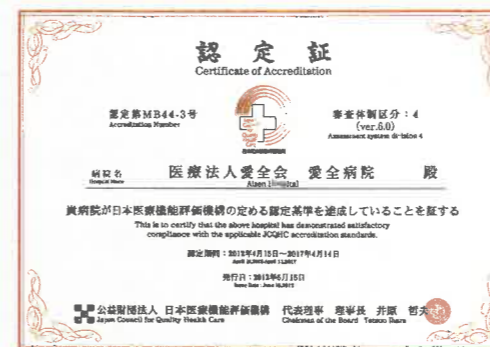 認定証
Certificate of Accreditation
認定第MB44-3号
Accreditation Number
審査体制区分：4
(ver.6.0)
Assessment system division 4
病院名
Hospital Name
医療法人愛全会 愛全病院 殿
Aizen Hospital
貴病院が日本医療機能評価機構の定める認定基準を達成していることを証する
This is to certify that the above hospital has demonstrated satisfactory
compliance with the applicable JCQHC accreditation standards.
認定期間：2012年4月15日～2017年4月14日
発行日：2012年6月15日
公益財団法人 日本医療機能評価機構
Japan Council for Quality Health Care
代表理事 理事長 井原 哲夫
Chairman of the Board Tetsuo Ihara